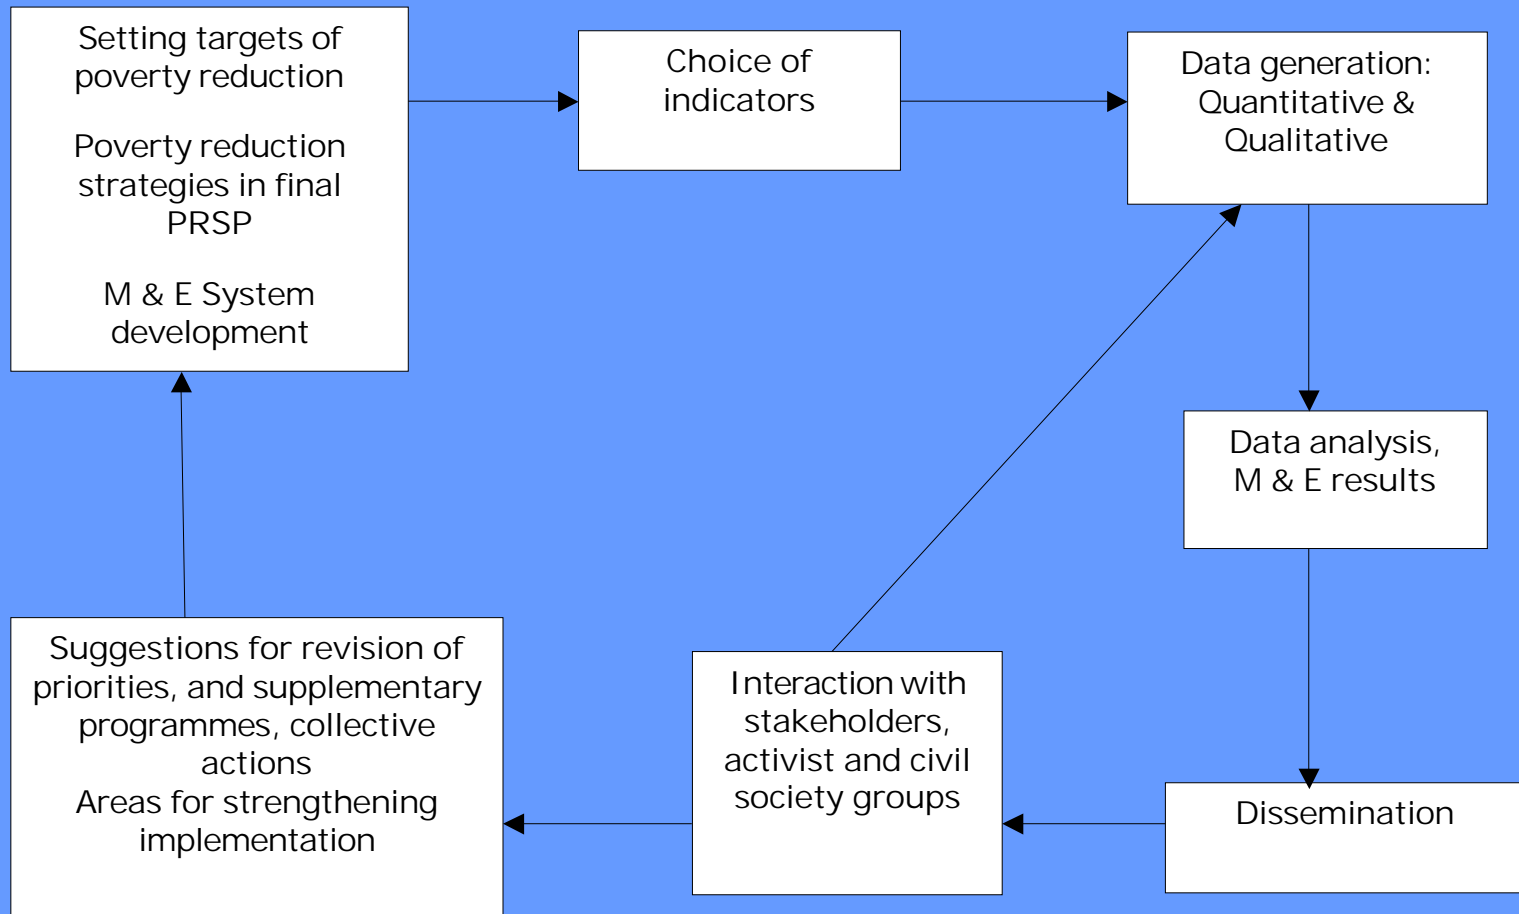 Setting targets of
poverty reduction
Poverty reduction
strategies in final
PRSP
M & E System
development
Choice of
indicators
Data generation:
Quantitative &
Qualitative
Data analysis,
M & E results
Dissemination
Interaction with
stakeholders,
activist and civil
society groups
Suggestions for revision of
priorities, and supplementary
programmes, collective
actions
Areas for strengthening
implementation